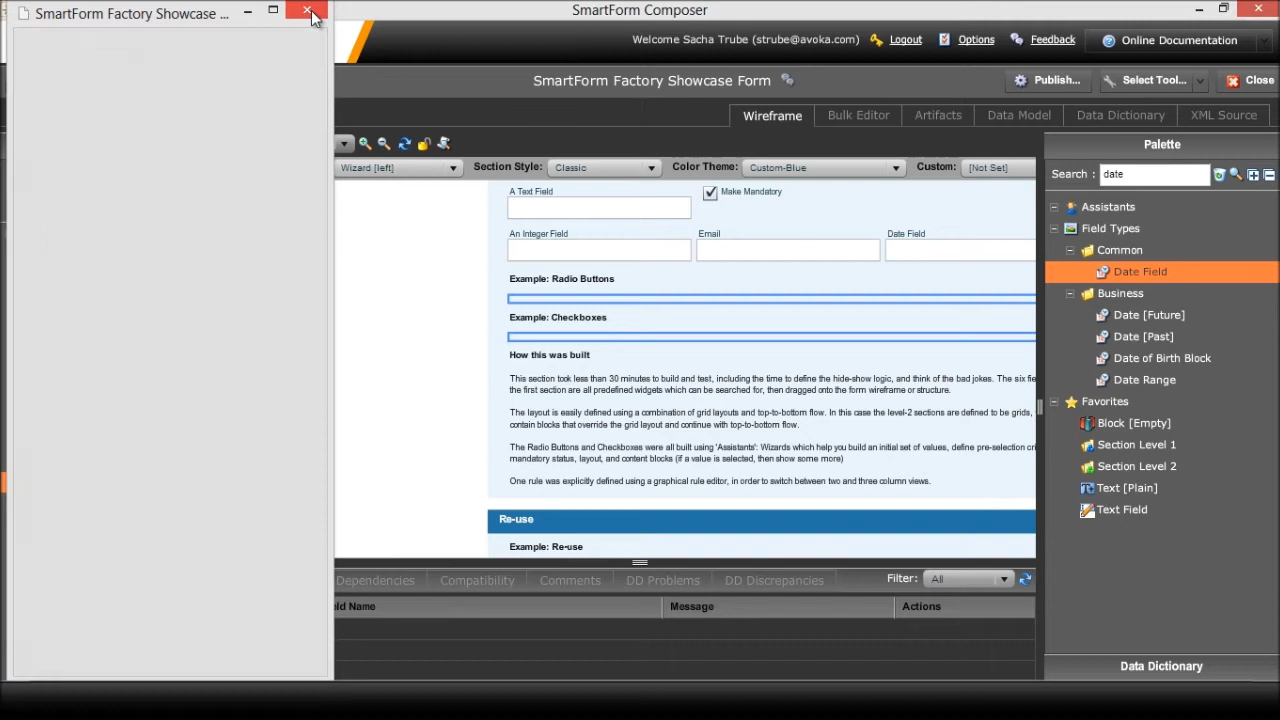 SmartForm Factory Showcase ...
SmartForm Composer
Welcome Sacha Trube (strube@avoka.com)
Logout
Options
Feedback
Online Documentation
SmartForm Factory Showcase Form
Publish...
Select Tool...
Close
Wireframe
Bulk Editor
Artifacts
Data Model
Data Dictionary
XML Source
Wizard [left]
Section Style:
Classic
Color Theme:
Custom-Blue
Custom:
[Not Set]
A Text Field
Make Mandatory
An Integer Field
Email
Date Field
Example: Radio Buttons
Example: Checkboxes
How this was built
This section took less than 30 minutes to build and test, including the time to define the hide-show logic, and think of the bad jokes. The six fie
the first section are all predefined widgets which can be searched for, then dragged onto the form wireframe or structure.
The layout is easily defined using a combination of grid layouts and top-to-bottom flow. In this case the level-2 sections are defined to be grids,
contain blocks that override the grid layout and continue with top-to-bottom flow.
The Radio Buttons and Checkboxes were all built using 'Assistants': Wizards which help you build an initial set of values, define pre-selection cri
mandatory status, layout, and content blocks (if a value is selected, then show some more)
One rule was explicitly defined using a graphical rule editor, in order to switch between two and three column views.
Re-use
Example: Re-use
Dependencies
Compatibility
Comments
DD Problems
DD Discrepancies
Filter:
All
ld Name
Message
Actions
Palette
Search :
date
Assistants
Field Types
Common
Date Field
Business
Date [Future]
Date [Past]
Date of Birth Block
Date Range
Favorites
Block [Empty]
Section Level 1
Section Level 2
Text [Plain]
Text Field
Data Dictionary